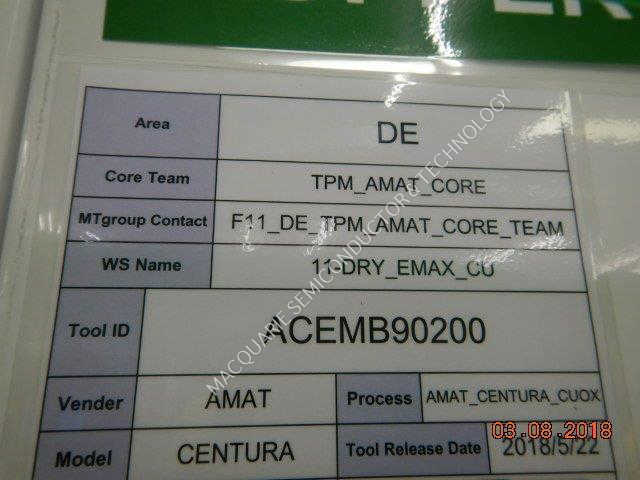 Area DE
Core Team TPM_AMAT_CORE
MTgroup Contact F11_DE_TPM_AMAT_CORE_TEAM
WS Name 11-DRY_EMAX_CU
Tool ID ACEMB90200
Vender AMAT Process AMAT_CENTURA_CUOX
Model CENTURA Tool Release Date 2018/5/22
03.08.2018
MACQUARIE SEMICONDUCTOR & TECHNOLOGY